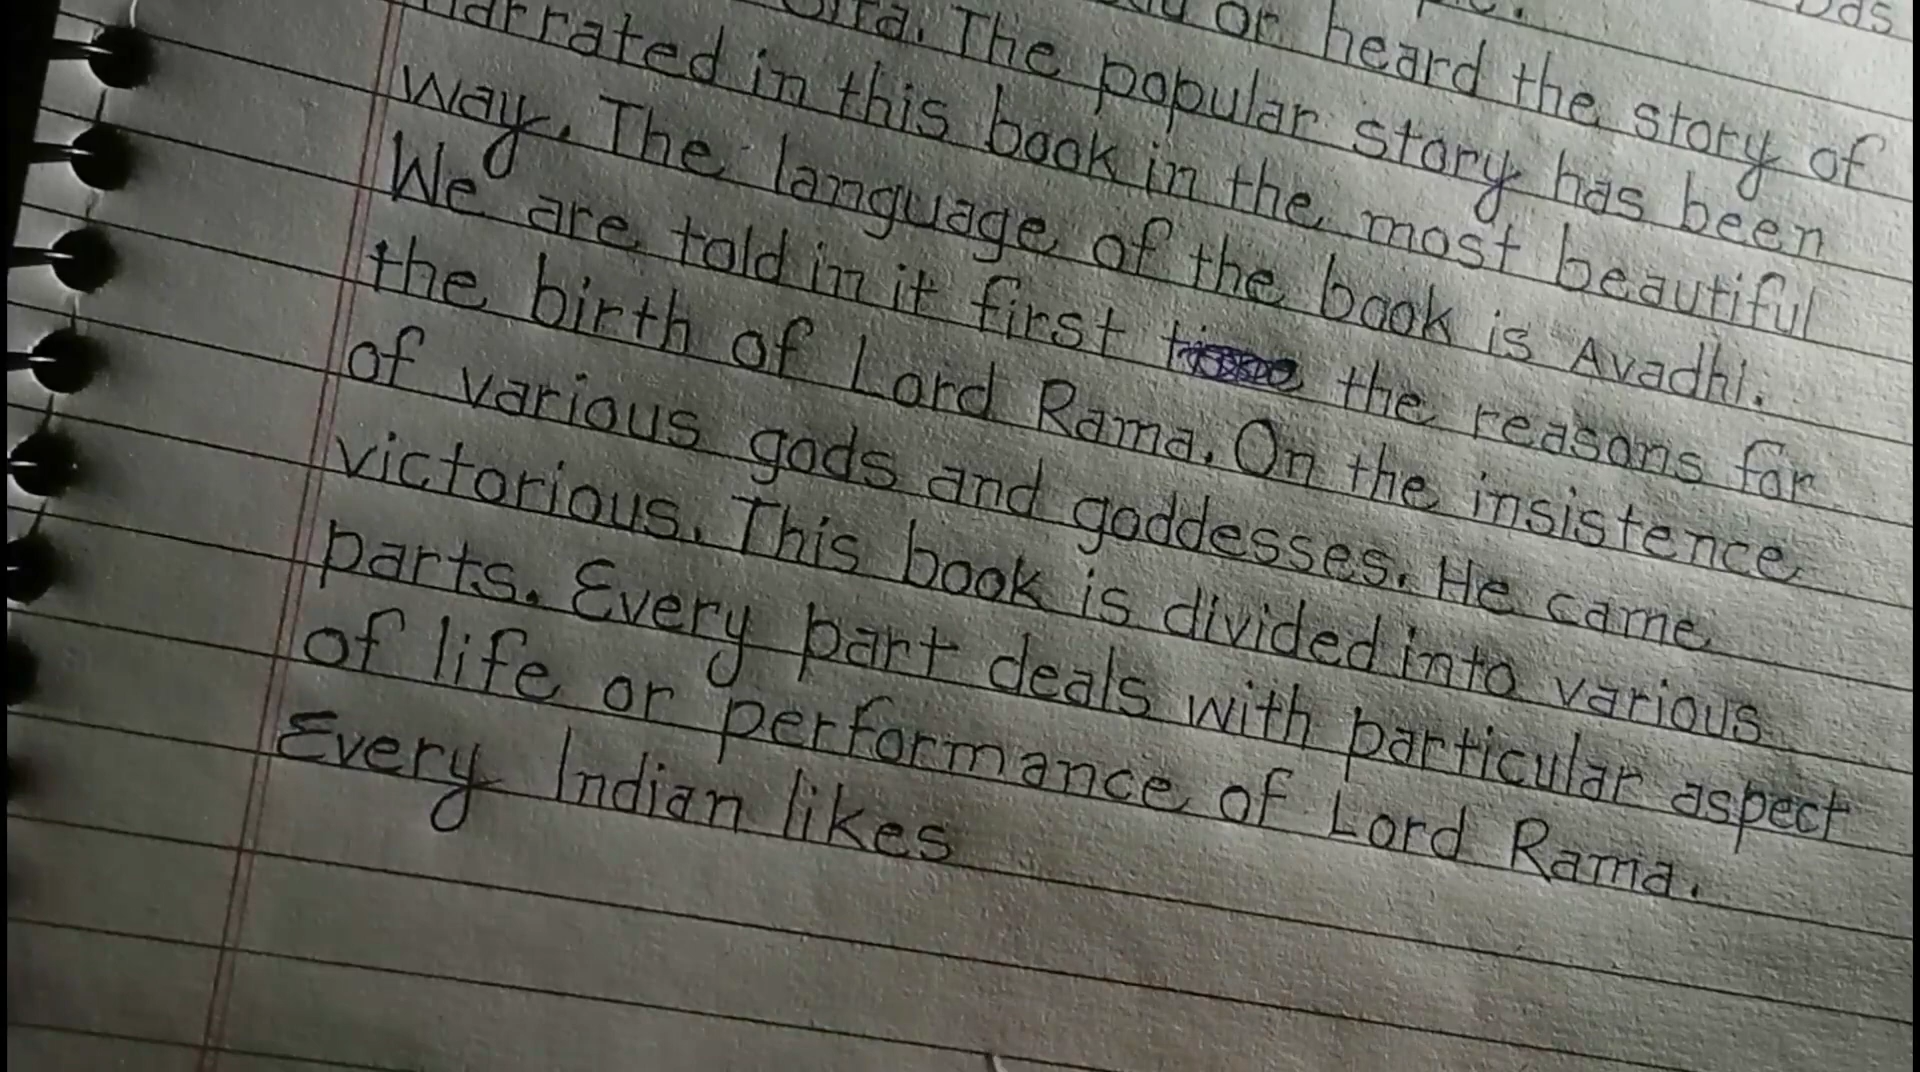 Das
or heard the story of
Sita. The popular story has been
narrated in this book in the most beautiful
way. The language of the book is Avadhi.
We are told in it first the reasons for
the birth of Lord Rama. On the insistence
of various gods and goddesses. He came
victorious. This book is divided into various
parts. Every part deals with particular aspect
of life or performance of Lord Rama.
Every Indian likes